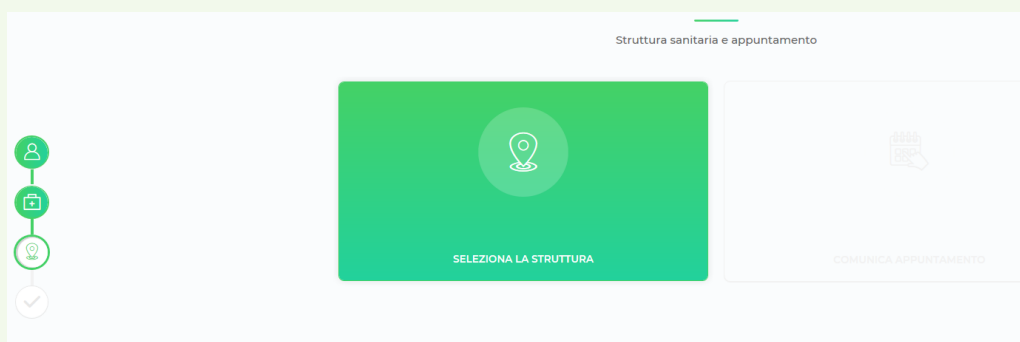 Struttura sanitaria e appuntamento
SELEZIONA LA STRUTTURA
COMUNICA APPUNTAMENTO